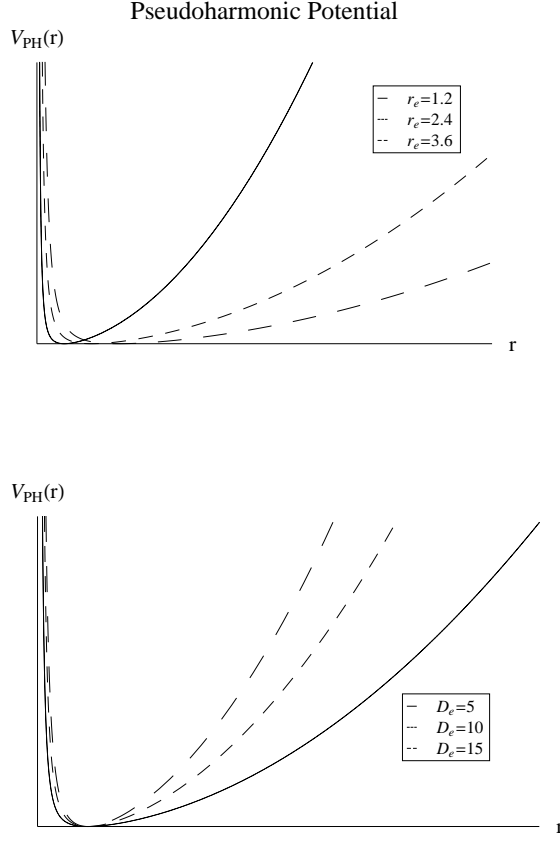 Pseudoharmonic Potential
V_PH(r)
r_e=1.2
r_e=2.4
r_e=3.6
r
V_PH(r)
D_e=5
D_e=10
D_e=15
r